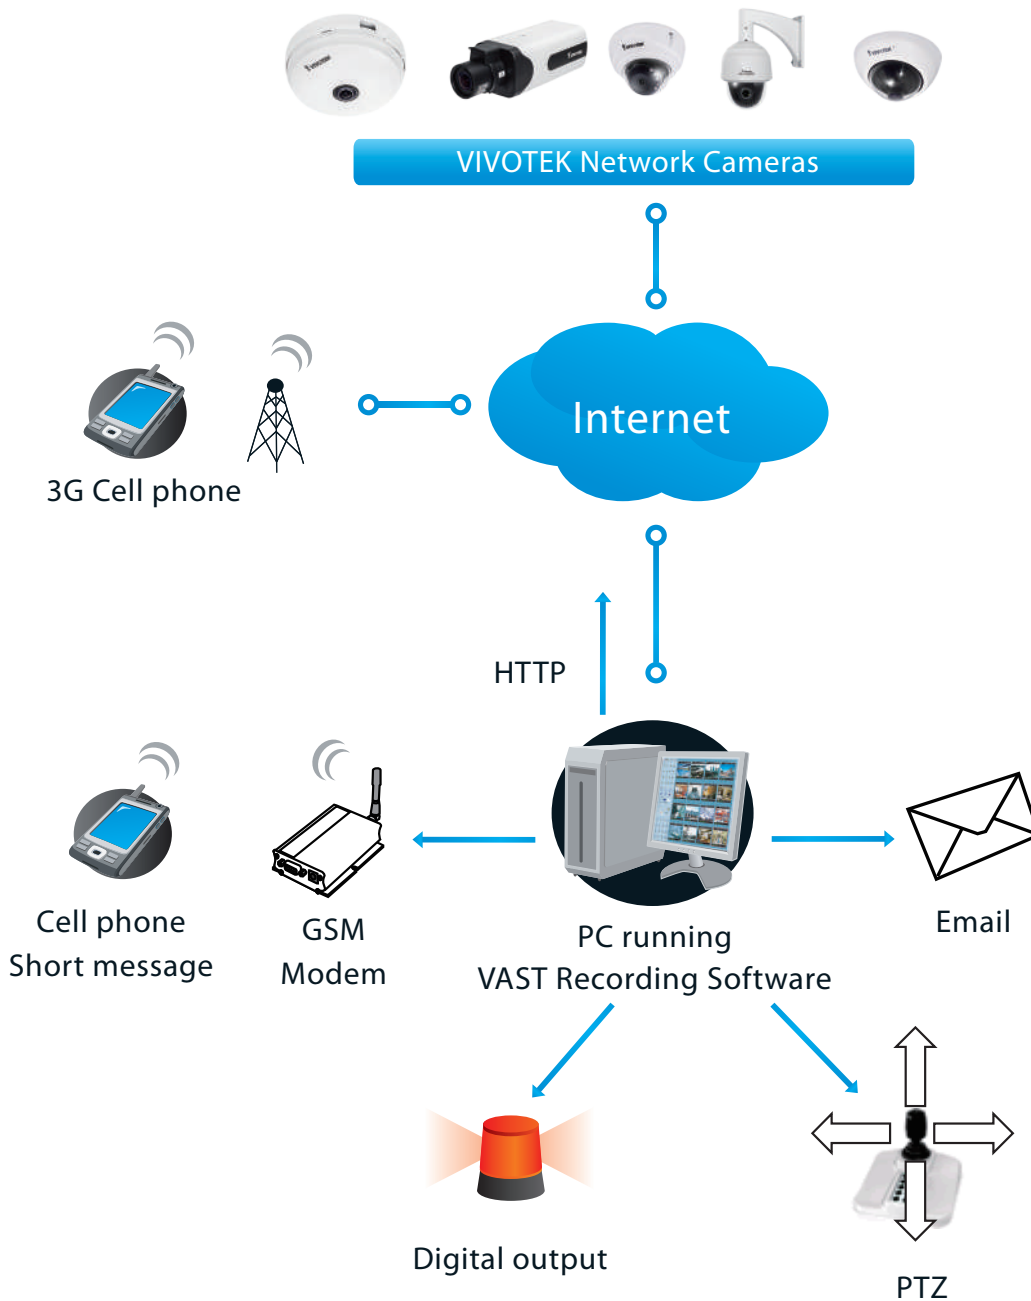 VIVOTEK Network Cameras
Internet
3G Cell phone
HTTP
Cell phone
Short message
GSM
Modem
PC running
VAST Recording Software
Email
Digital output
PTZ